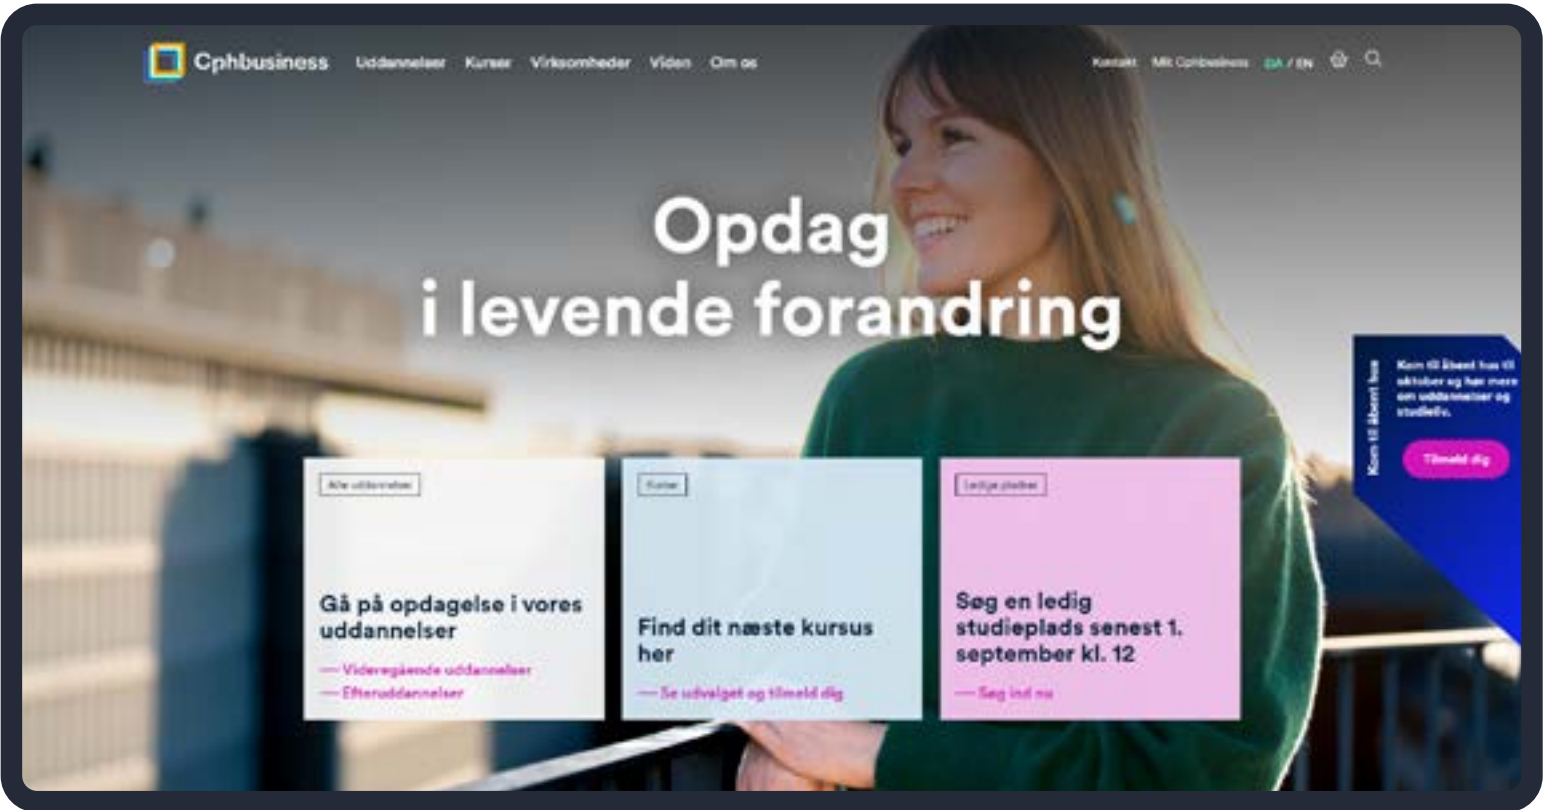 Cphbusiness
Uddannelser Kurser Virksomheder Viden Om os
Kontakt Mit Cphbusiness DA / EN
Opdag
i levende forandring
Kom til åbent hus
Kom til åbent hus til
oktober og hør mere
om uddannelser og
studieliv.
Tilmeld dig
Alle uddannelser
Gå på opdagelse i vores
uddannelser
— Videregående uddannelser
— Efteruddannelser
Kurser
Find dit næste kursus
her
— Se udvalget og tilmeld dig
Ledige pladser
Søg en ledig
studieplads senest 1.
september kl. 12
— Søg ind nu